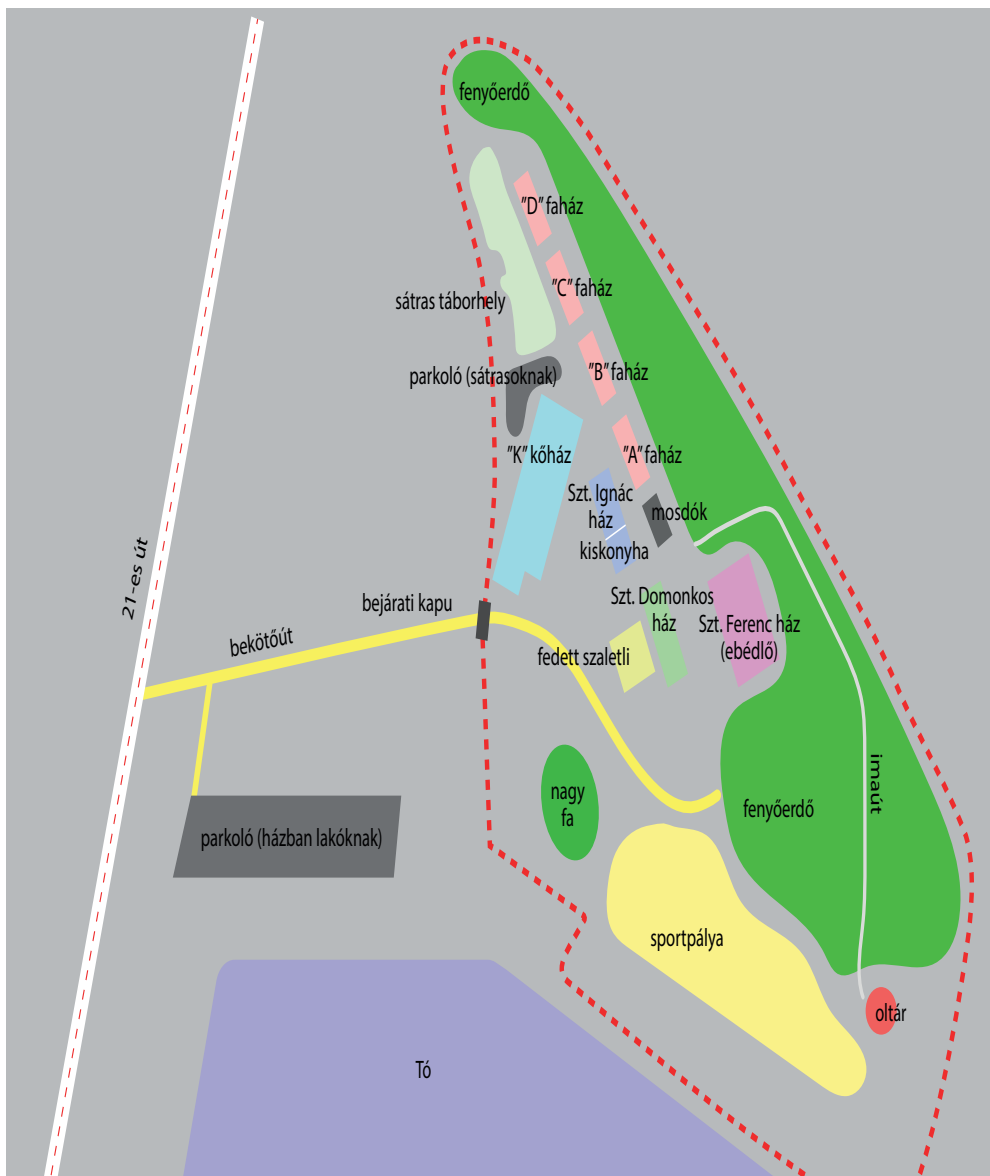 fenyőerdő
"D" faház
"C" faház
sátras táborhely
"B" faház
parkoló (sátrasoknak)
"A" faház
"K" kőház
Szt. Ignác
ház
mosdók
kiskonyha
21-es út
bejárati kapu
Szt. Domonkos
ház
Szt. Ferenc ház
(ebédlő)
bekötőút
fedett szaletli
imaút
nagy
fa
fenyőerdő
parkoló (házban lakóknak)
sportpálya
oltár
Tó